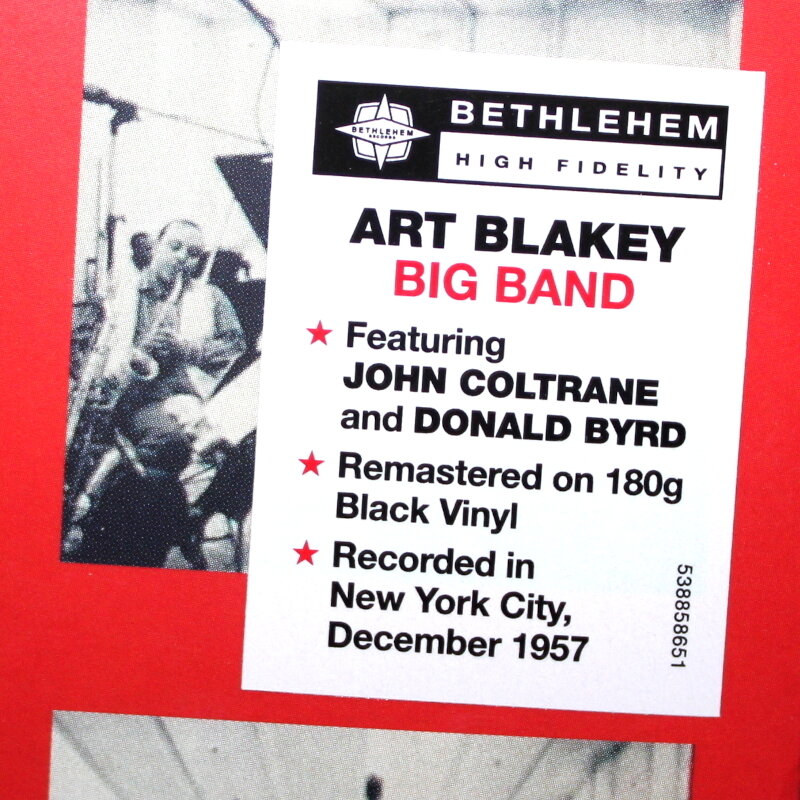 BETHLEHEM
RECORDS
BETHLEHEM
HIGH FIDELITY
ART BLAKEY
BIG BAND
★ Featuring
JOHN COLTRANE
and DONALD BYRD
★ Remastered on 180g
Black Vinyl
★ Recorded in
New York City,
December 1957
538858651